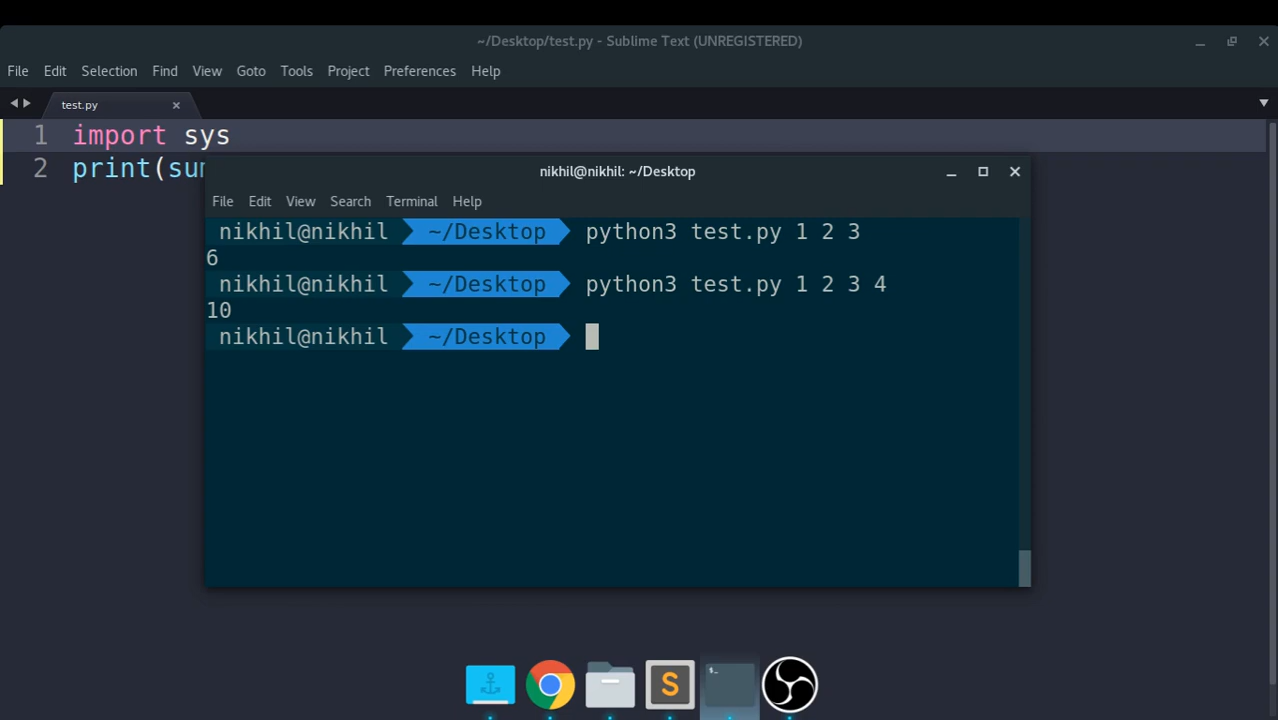 ~/Desktop/test.py - Sublime Text (UNREGISTERED)
File Edit Selection Find View Goto Tools Project Preferences Help
test.py
1 import sys
2 print(sum
nikhil@nikhil: ~/Desktop
File Edit View Search Terminal Help
nikhil@nikhil ~/Desktop python3 test.py 1 2 3
6
nikhil@nikhil ~/Desktop python3 test.py 1 2 3 4
10
nikhil@nikhil ~/Desktop
S
$_